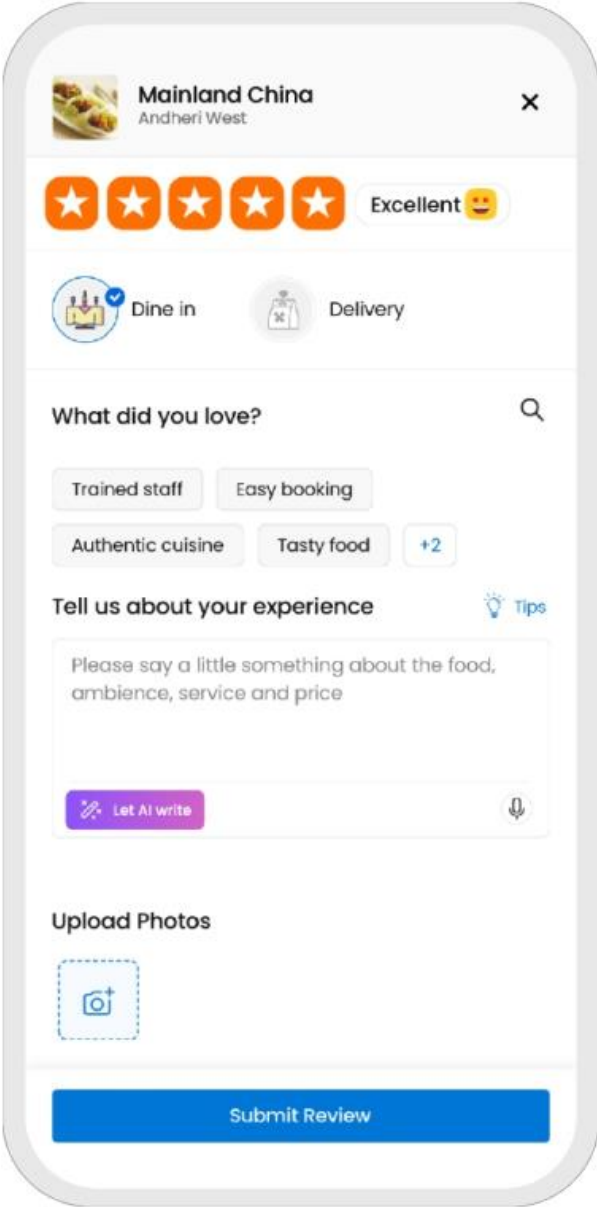 Mainland China
Andheri West
Excellent
Dine in
Delivery
What did you love?
Trained staff
Easy booking
Authentic cuisine
Tasty food
+2
Tell us about your experience
Tips
Please say a little something about the food,
ambience, service and price
Let AI write
Upload Photos
Submit Review